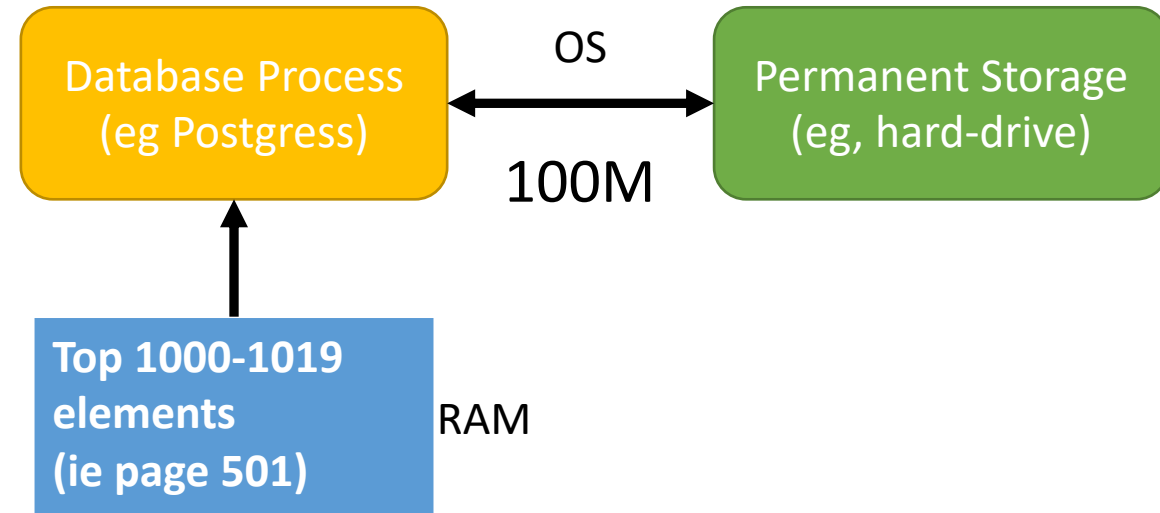 Database Process
(eg Postgress)
OS
100M
Permanent Storage
(eg, hard-drive)
Top 1000-1019
elements
(ie page 501)
RAM